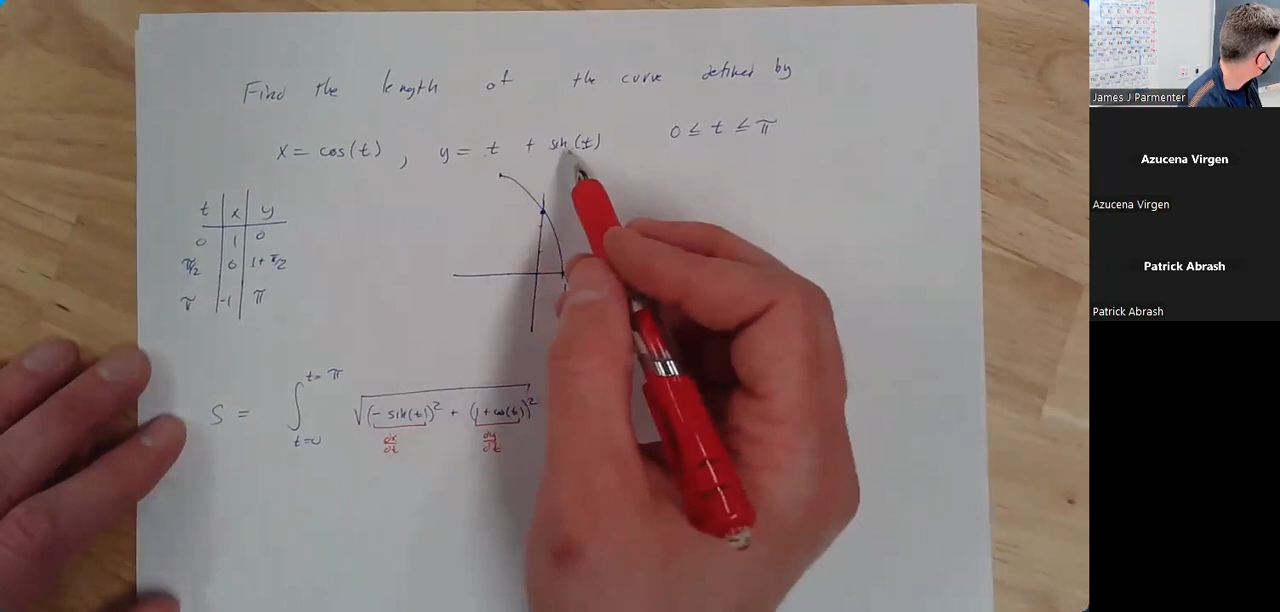 Find the length of the curve defined by
x = cos(t) , y = t + sin(t) 0 ≤ t ≤ π
t x y
0 1 0
π/2 0 1+π/2
π -1 π
S = ∫ t=0 t=π √(-sin(t))² + (1+cos(t))²
dx/dt dy/dt
James J Parmenter
Azucena Virgen
Azucena Virgen
Patrick Abrash
Patrick Abrash